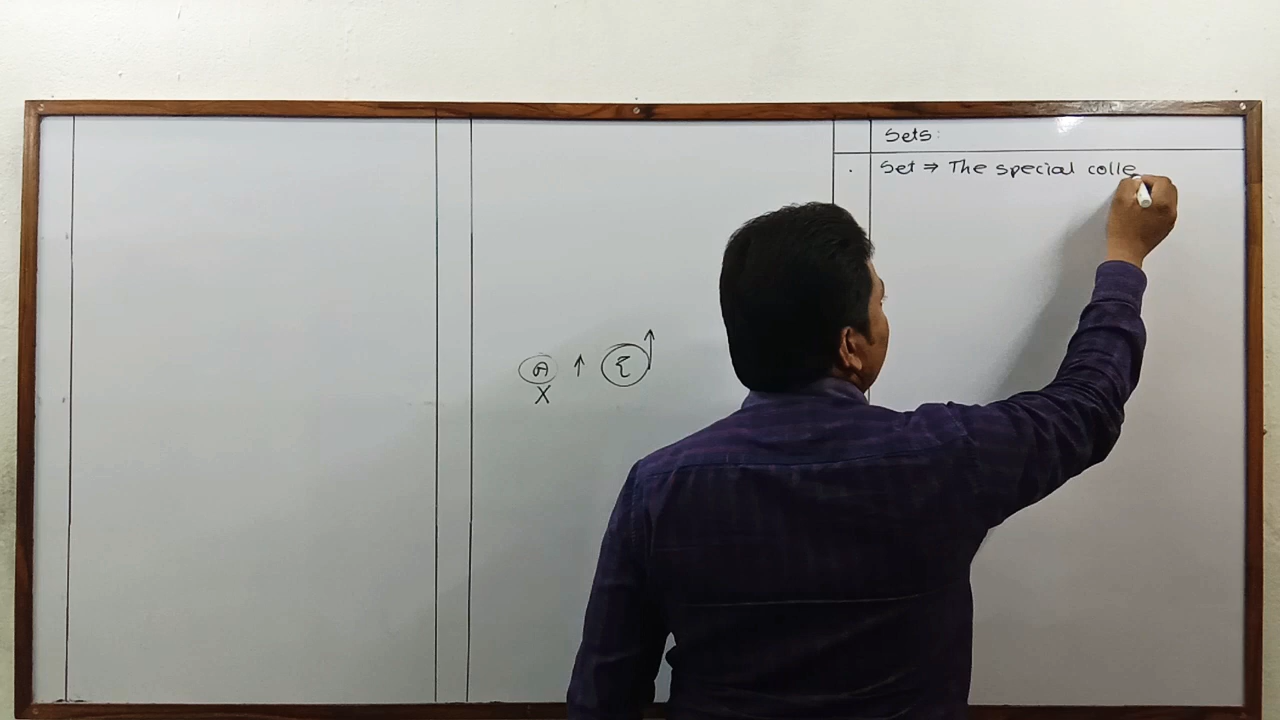 Sets:
. Set ⇒ The special colle
A ↑ ↑
X